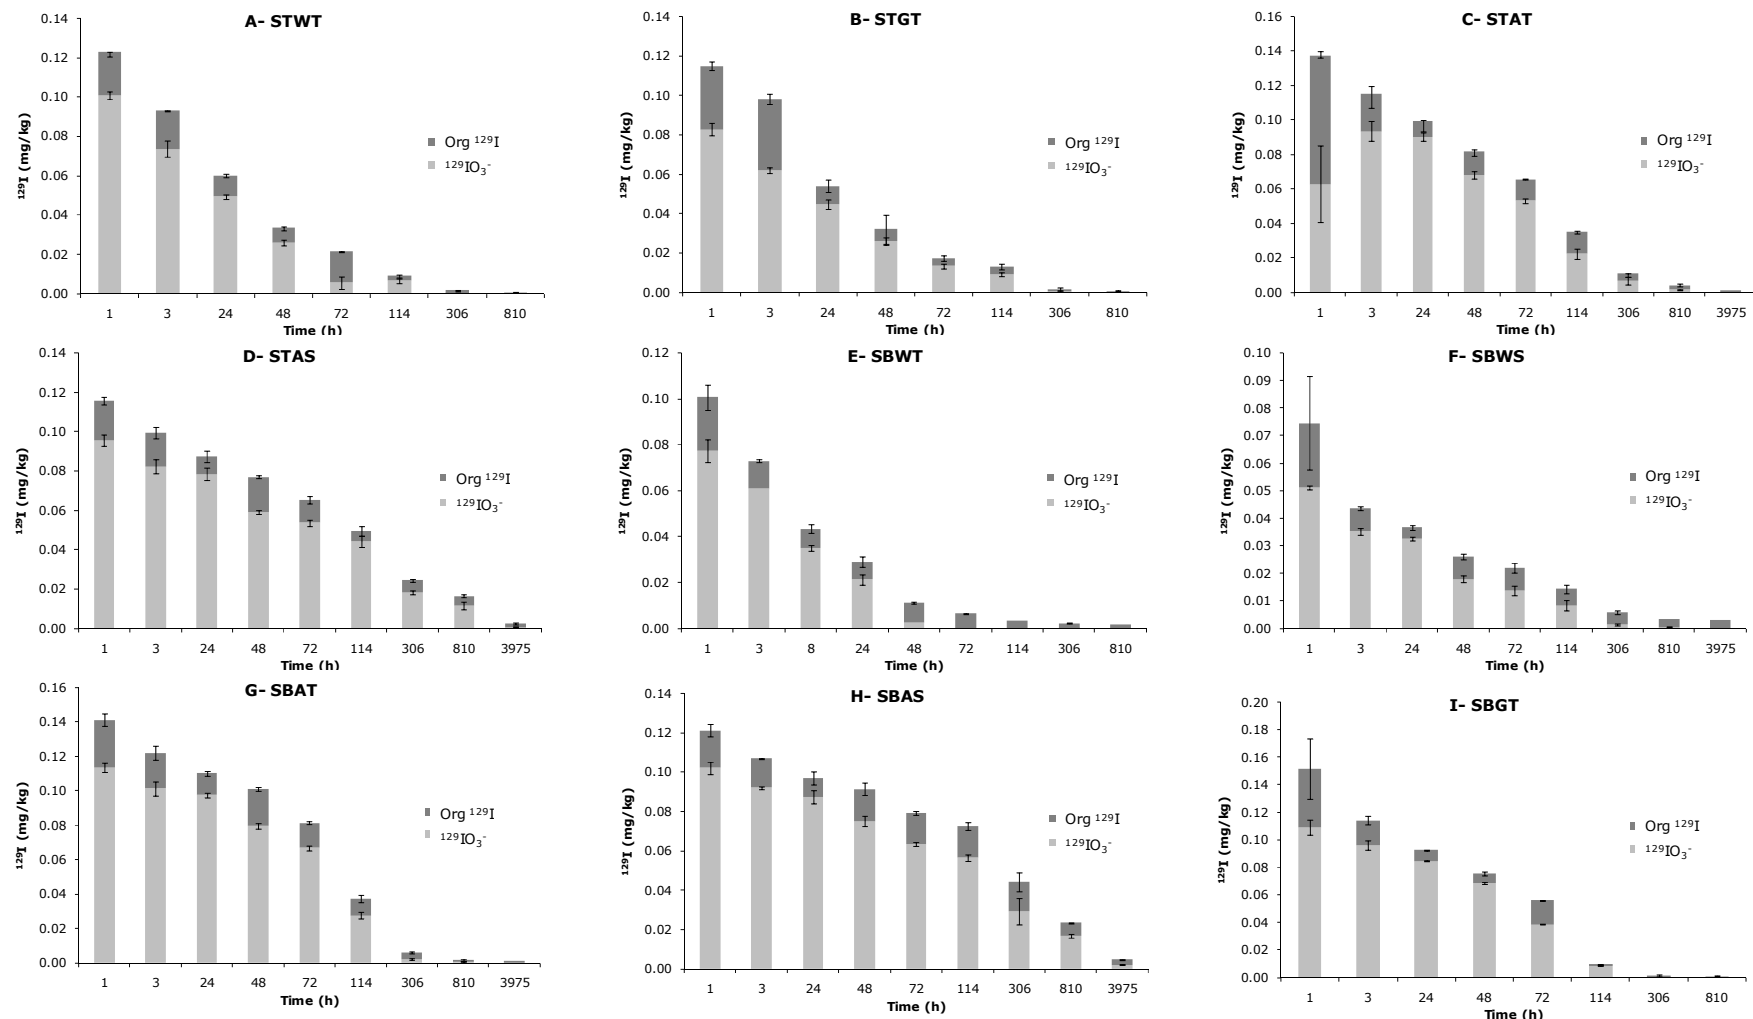 A- STWT
0.14
0.12
0.10
0.08
0.06
0.04
0.02
0.00
¹²⁹I (mg/kg)
Org ¹²⁹I
¹²⁹IO₃⁻
1 3 24 48 72 114 306 810
Time (h)
B- STGT
0.14
0.12
0.10
0.08
0.06
0.04
0.02
0.00
¹²⁹I (mg/kg)
Org ¹²⁹I
¹²⁹IO₃⁻
1 3 24 48 72 114 306 810
Time (h)
C- STAT
0.16
0.14
0.12
0.10
0.08
0.06
0.04
0.02
0.00
¹²⁹I (mg/kg)
Org ¹²⁹I
¹²⁹IO₃⁻
1 3 24 48 72 114 306 810 3975
Time (h)
D- STAS
0.14
0.12
0.10
0.08
0.06
0.04
0.02
0.00
¹²⁹I (mg/kg)
Org ¹²⁹I
¹²⁹IO₃⁻
1 3 24 48 72 114 306 810 3975
Time (h)
E- SBWT
0.12
0.10
0.08
0.06
0.04
0.02
0.00
¹²⁹I (mg/kg)
Org ¹²⁹I
¹²⁹IO₃⁻
1 3 8 24 48 72 114 306 810
Time (h)
F- SBWS
0.10
0.09
0.08
0.07
0.06
0.05
0.04
0.03
0.02
0.01
0.00
¹²⁹I (mg/kg)
Org ¹²⁹I
¹²⁹IO₃⁻
1 3 24 48 72 114 306 810 3975
Time (h)
G- SBAT
0.16
0.14
0.12
0.10
0.08
0.06
0.04
0.02
0.00
¹²⁹I (mg/kg)
Org ¹²⁹I
¹²⁹IO₃⁻
1 3 24 48 72 114 306 810 3975
Time (h)
H- SBAS
0.14
0.12
0.10
0.08
0.06
0.04
0.02
0.00
¹²⁹I (mg/kg)
Org ¹²⁹I
¹²⁹IO₃⁻
1 3 24 48 72 114 306 810 3975
Time (h)
I- SBGT
0.20
0.18
0.16
0.14
0.12
0.10
0.08
0.06
0.04
0.02
0.00
¹²⁹I (mg/kg)
Org ¹²⁹I
¹²⁹IO₃⁻
1 3 24 48 72 114 306 810
Time (h)